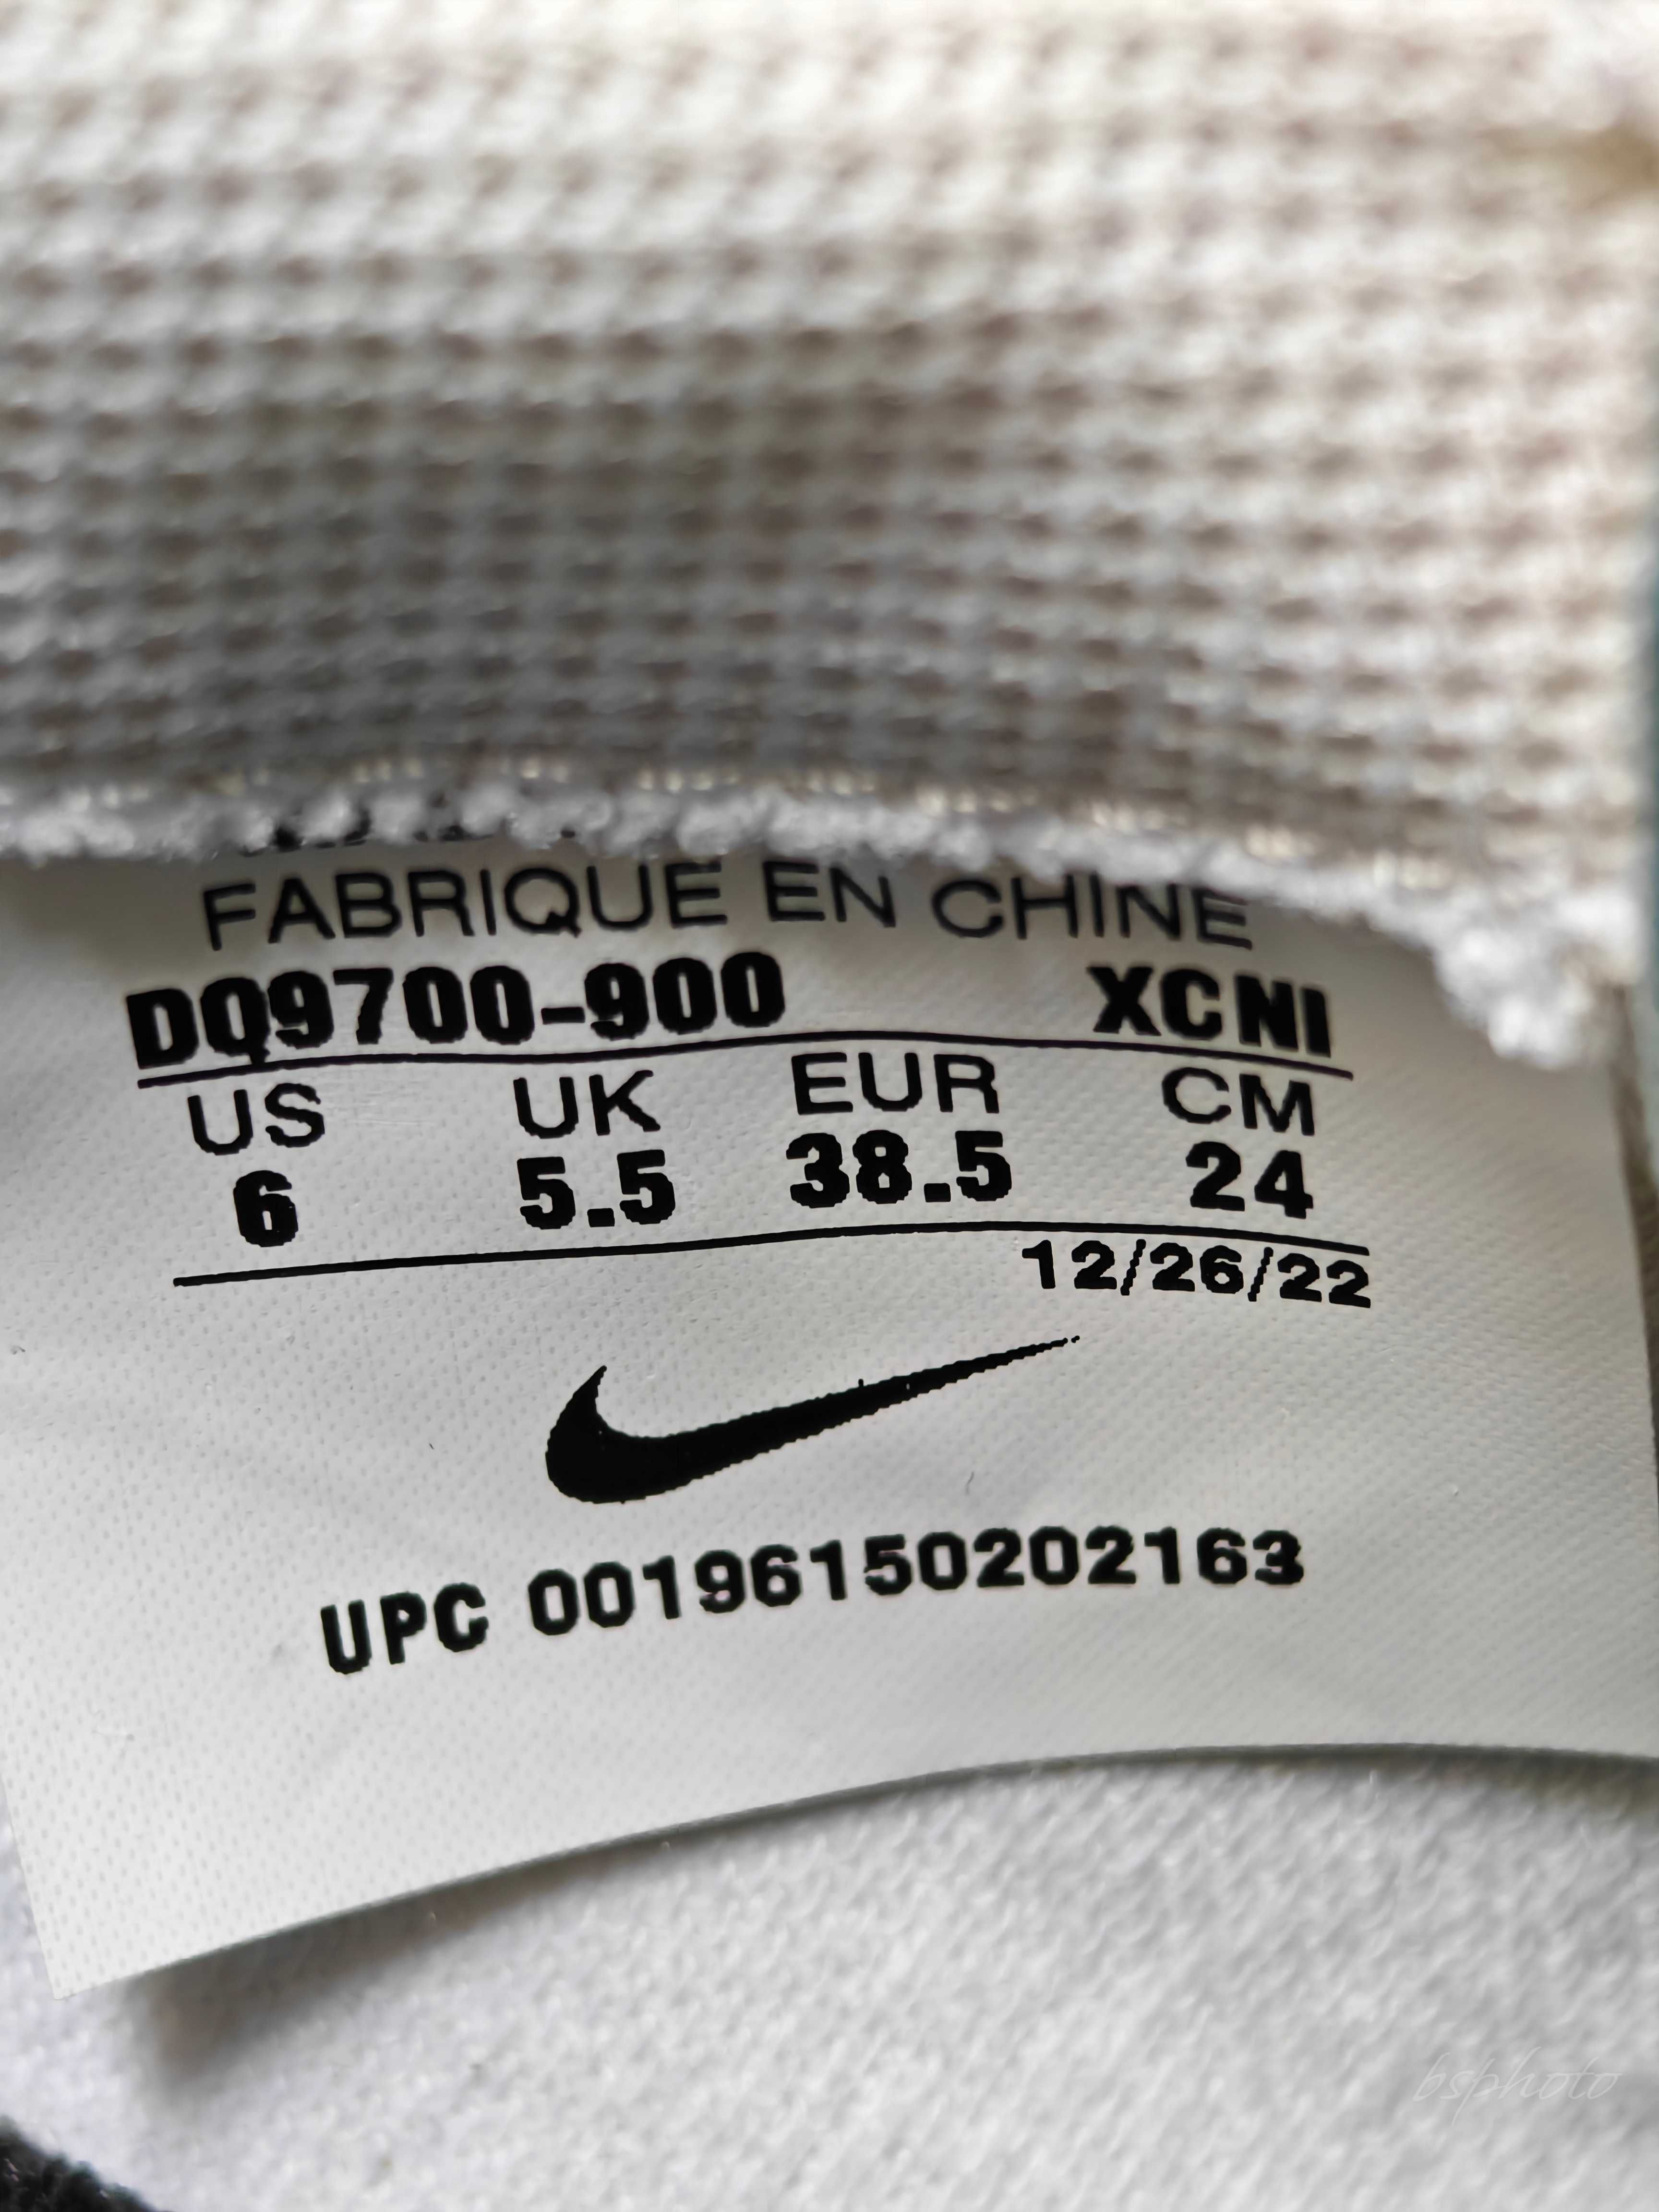 FABRIQUE EN CHINE
DQ9700-900 XCNI
US UK EUR CM
6 5.5 38.5 24
12/26/22
UPC 00196150202163
bsphoto